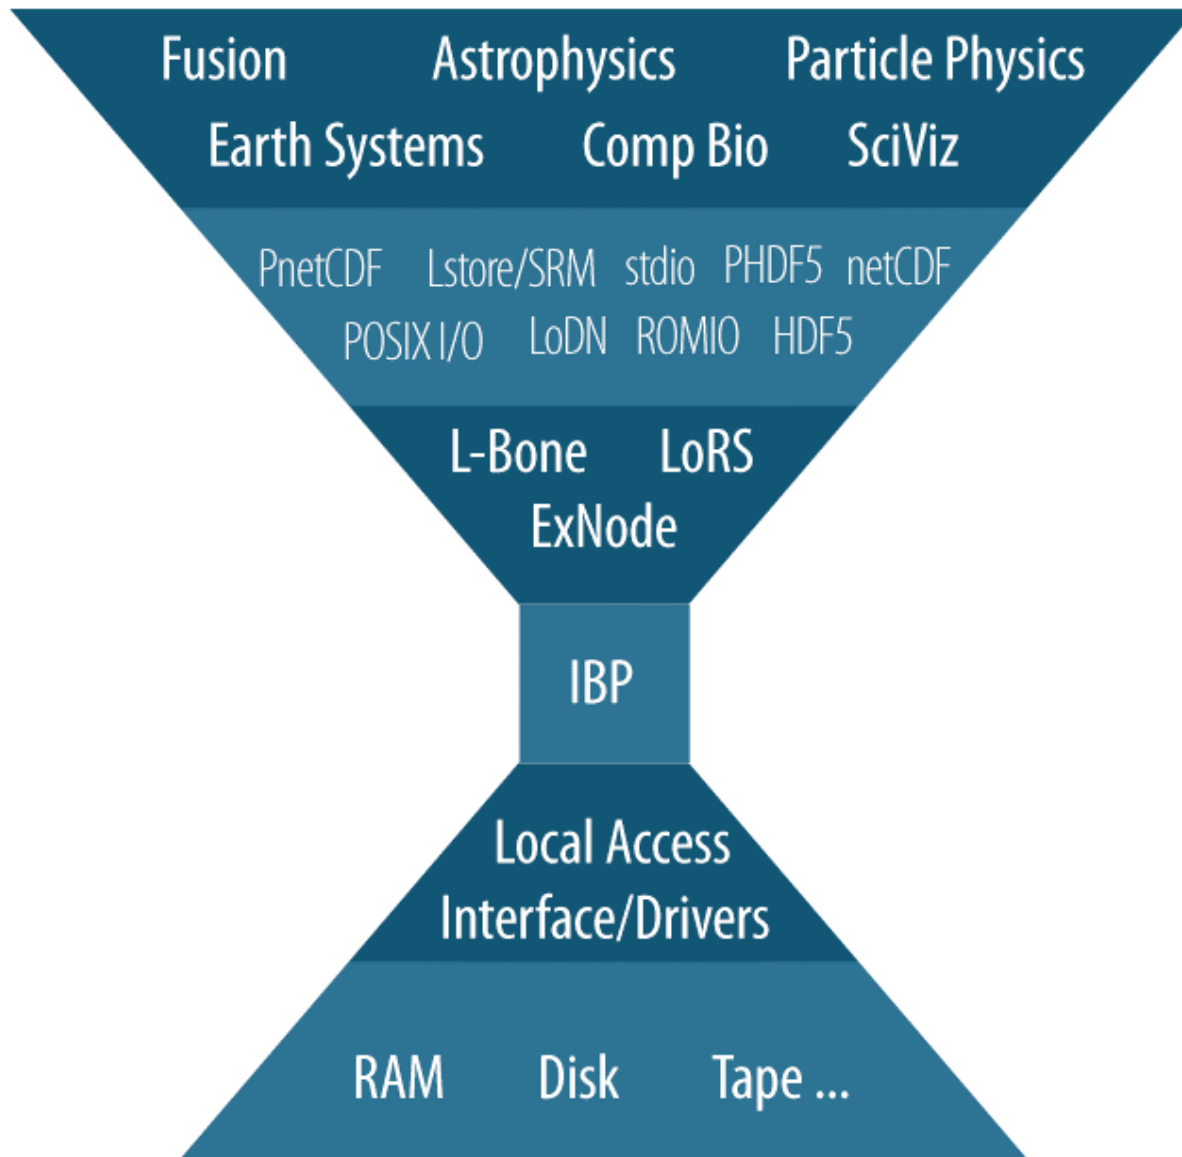 Fusion Astrophysics Particle Physics
Earth Systems Comp Bio SciViz
PnetCDF Lstore/SRM stdio PHDF5 netCDF
POSIX I/O LoDN ROMIO HDF5
L-Bone LoRS
ExNode
IBP
Local Access
Interface/Drivers
RAM Disk Tape ...